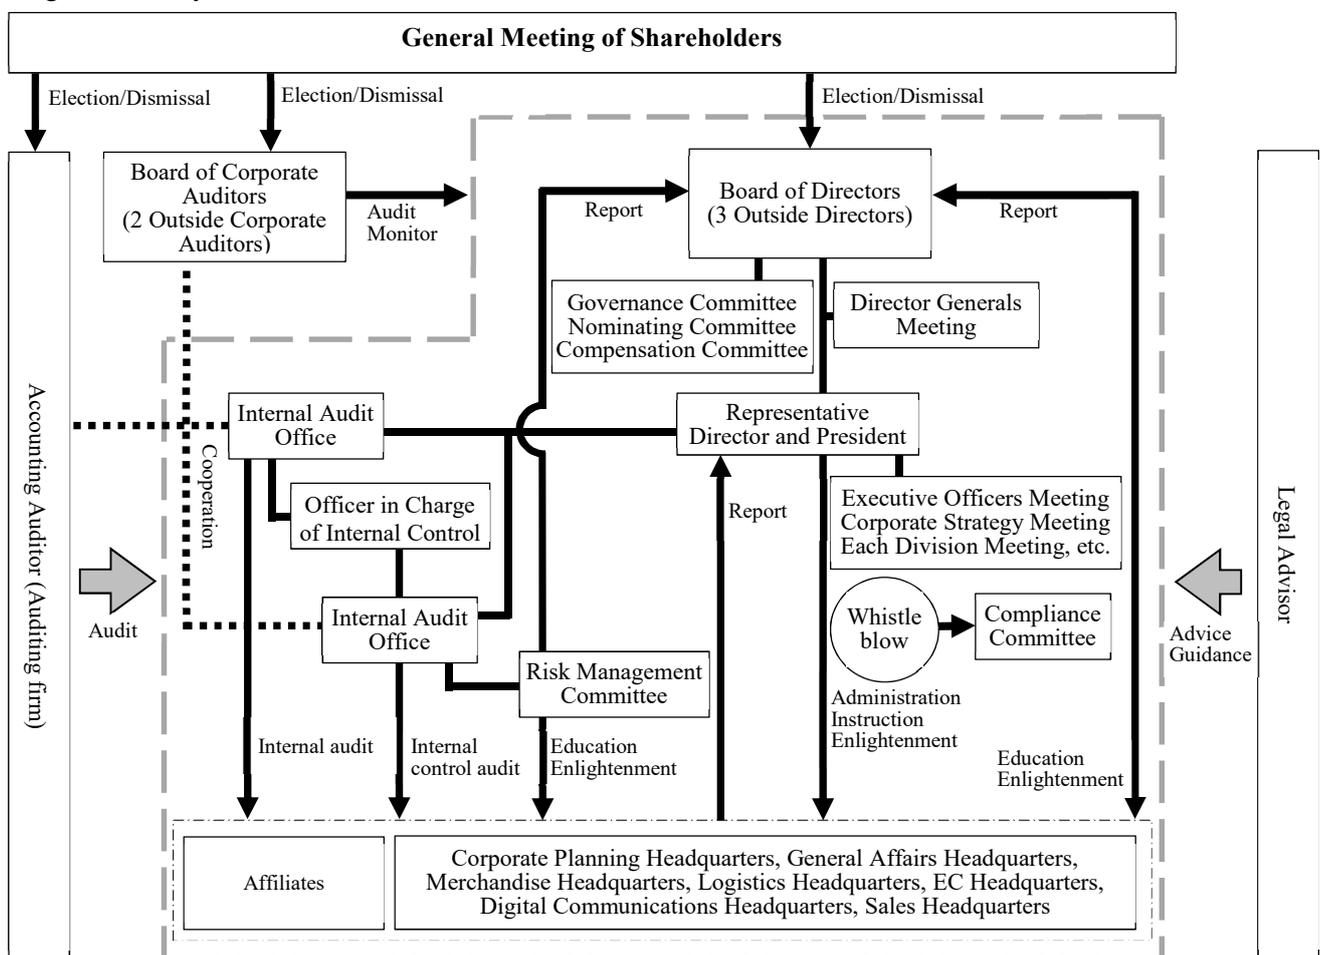 General Meeting of Shareholders
Election/Dismissal
Election/Dismissal
Election/Dismissal
Board of Corporate
Auditors
(2 Outside Corporate
Auditors)
Audit
Monitor
Report
Board of Directors
(3 Outside Directors)
Report
Governance Committee
Nominating Committee
Compensation Committee
Director Generals
Meeting
Accounting Auditor (Auditing firm)
Internal Audit
Office
Representative
Director and President
Cooperation
Officer in Charge
of Internal Control
Report
Executive Officers Meeting
Corporate Strategy Meeting
Each Division Meeting, etc.
Legal Advisor
Audit
Internal Audit
Office
Whistle
blow
Compliance
Committee
Advice
Guidance
Risk Management
Committee
Administration
Instruction
Enlightenment
Internal audit
Internal
control audit
Education
Enlightenment
Education
Enlightenment
Affiliates
Corporate Planning Headquarters, General Affairs Headquarters,
Merchandise Headquarters, Logistics Headquarters, EC Headquarters,
Digital Communications Headquarters, Sales Headquarters